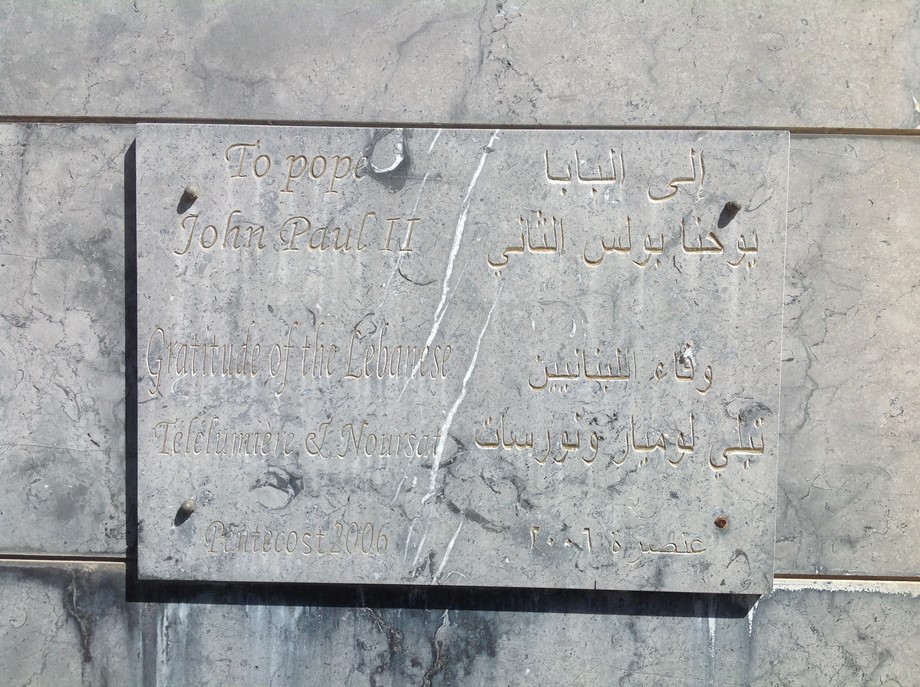 To pope
John Paul II
Gratitude of the Lebanese
Télélumière & Noursat
Pentecost 2006
إلى البابا
يوحنا بولس الثاني
وفاء اللبنانيين
تيلي لوميار ونورسات
عنصرة ٢٠٠٦